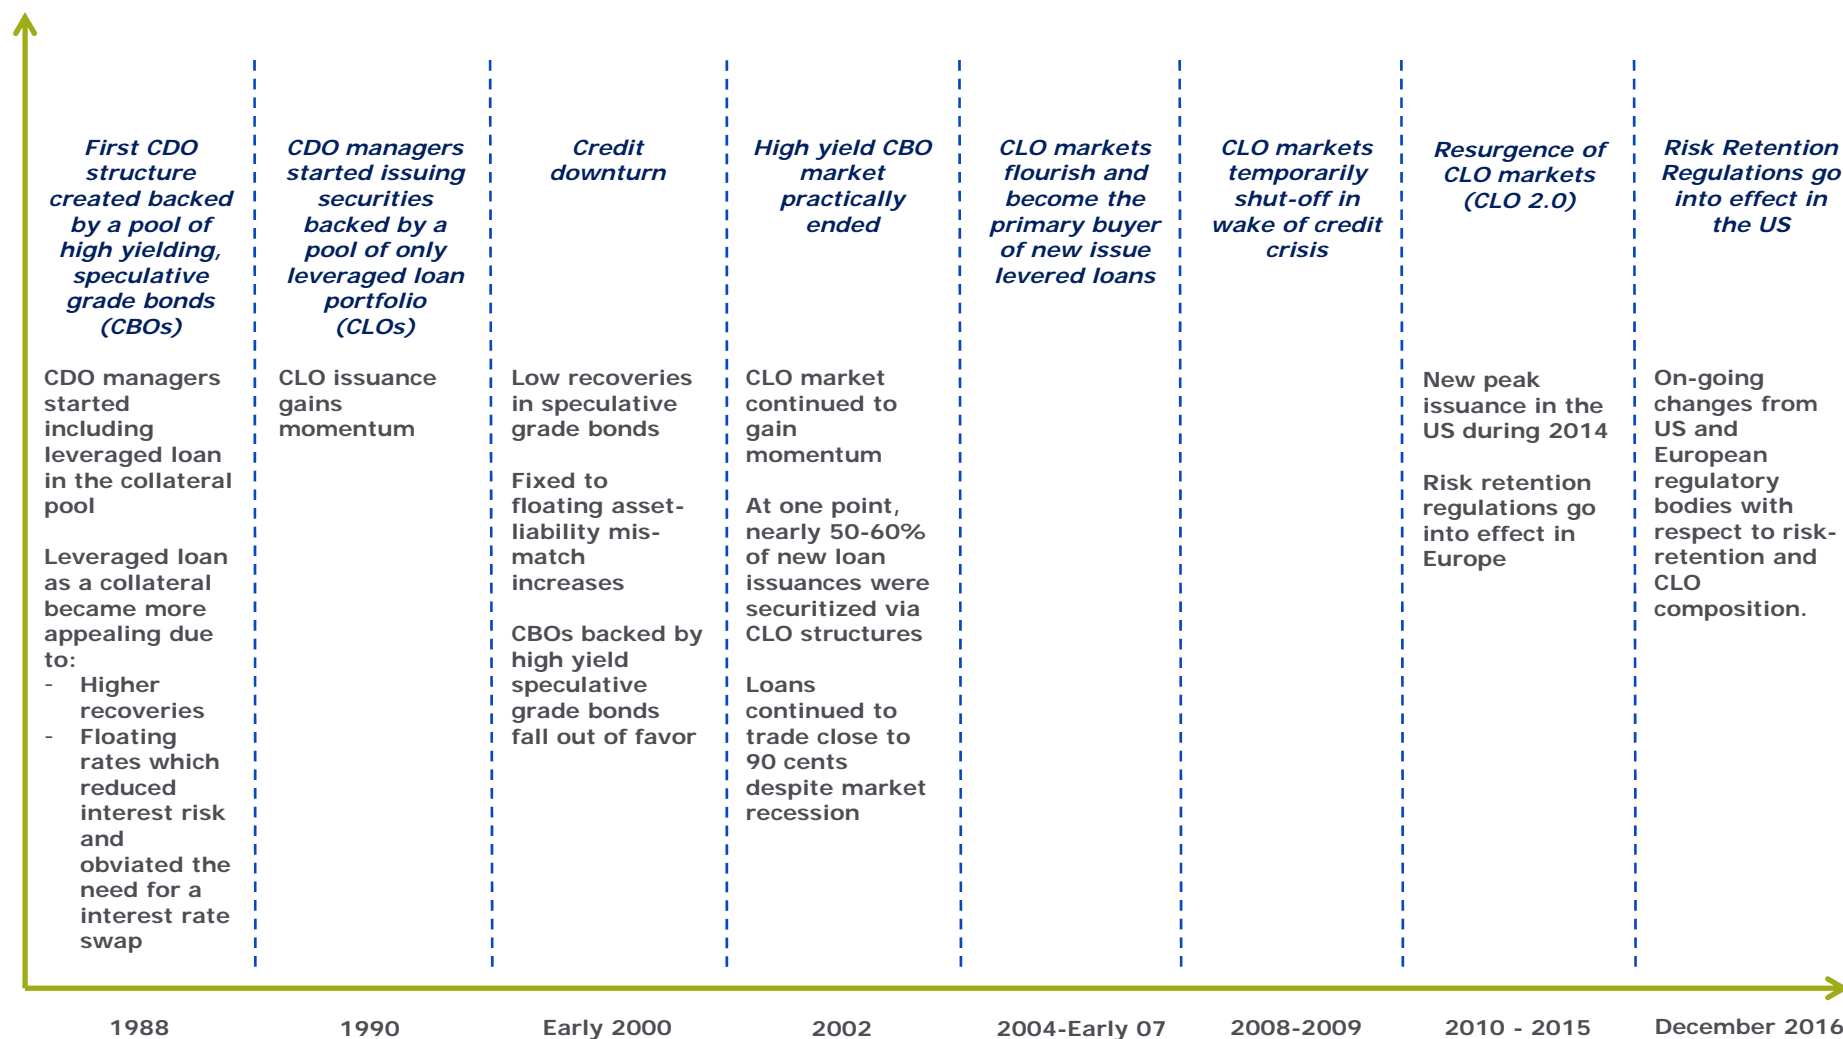 First CDO
structure
created backed
by a pool of
high yielding,
speculative
grade bonds
(CBOs)
CDO managers
started
including
leveraged loan
in the collateral
pool
Leveraged loan
as a collateral
became more
appealing due
to:
- Higher
recoveries
- Floating
rates which
reduced
interest risk
and
obviated the
need for a
interest rate
swap
1988
CDO managers
started issuing
securities
backed by a
pool of only
leveraged loan
portfolio
(CLOs)
CLO issuance
gains
momentum
1990
Credit
downturn
Low recoveries
in speculative
grade bonds
Fixed to
floating asset-
liability mis-
match
increases
CBOs backed by
high yield
speculative
grade bonds
fall out of favor
Early 2000
High yield CBO
market
practically
ended
CLO market
continued to
gain
momentum
At one point,
nearly 50-60%
of new loan
issuances were
securitized via
CLO structures
Loans
continued to
trade close to
90 cents
despite market
recession
2002
CLO markets
flourish and
become the
primary buyer
of new issue
levered loans
2004-Early 07
CLO markets
temporarily
shut-off in
wake of credit
crisis
2008-2009
Resurgence of
CLO markets
(CLO 2.0)
New peak
issuance in the
US during 2014
Risk retention
regulations go
into effect in
Europe
2010 - 2015
Risk Retention
Regulations go
into effect in
the US
On-going
changes from
US and
European
regulatory
bodies with
respect to risk-
retention and
CLO
composition.
December 2016